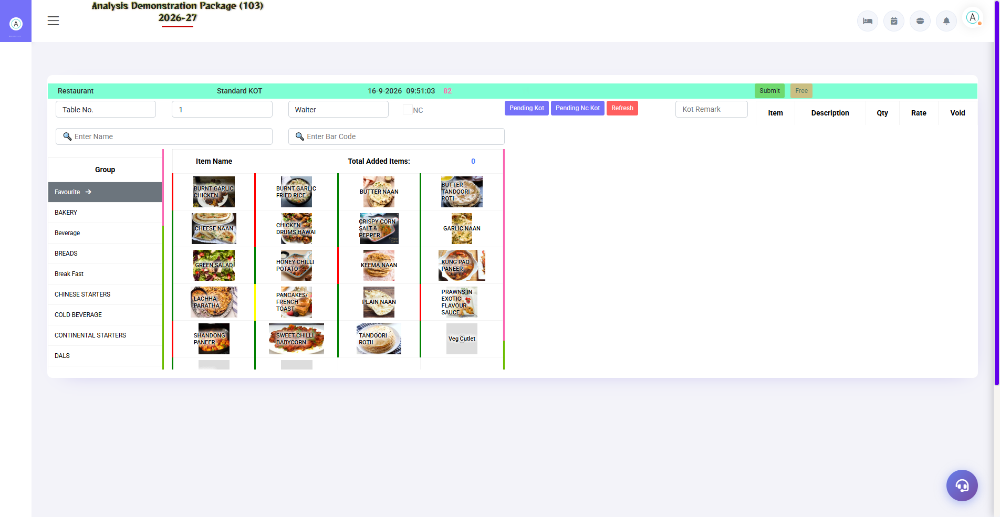 Analysis Demonstration Package (103)
2026-27
Restaurant
Standard KOT
16-9-2026 09:51:03 82
Submit
Free
Table No.
1
Waiter
NC
Pending Kot
Pending Nc Kot
Refresh
Kot Remark
Item
Description
Qty
Rate
Void
Enter Name
Enter Bar Code
Group
Item Name
Total Added Items:
0
Favourite
BAKERY
Beverage
BREADS
Break Fast
CHINESE STARTERS
COLD BEVERAGE
CONTINENTAL STARTERS
DALS
BURNT GARLIC
CHICKEN
BURNT GARLIC
FRIED RICE
BUTTER NAAN
BUTTER
TANDOORI
ROTI
CHEESE NAAN
CHICKEN
DRUMS HAWAI
CRISPY CORN
SALT &
PEPPER
Crispy
Corn
GARLIC NAAN
GREEN SALAD
HONEY CHILLI
POTATO
KEEMA NAAN
KUNG PAO
PANEER
LACHHA
PARATHA
PANCAKES/
FRENCH
TOAST
PLAIN NAAN
PRAWNS IN
EXOTIC
FLAVOUR
SAUCE
SHANDONG
PANEER
SWEET CHILLI
BABYCORN
TANDOORI
ROTII
Veg Cutlet
A
A